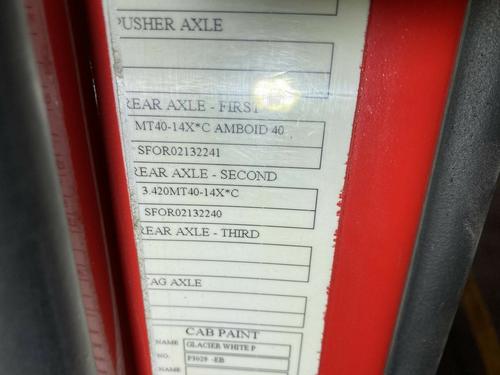 PUSHER AXLE
REAR AXLE - FIRST
MT40-14X*C AMBOID 40
SFOR02132241
REAR AXLE - SECOND
3.420MT40-14X*C
SFOR02132240
REAR AXLE - THIRD
AG AXLE
CAB PAINT
NAME GLACIER WHITE P
NO. P3029 -EB
NAME